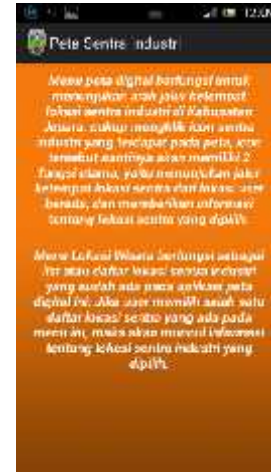 12:09
Peta Sentra Industri
Menu peta digital berfungsi untuk
menunjukan arah jalur ketempat
lokasi sentra industri di Kabupaten
Jepara. cukup mengklik icon sentra
industri yang terdapat pada peta, icon
tersebut nantinya akan memiliki 2
fungsi utama, yaitu menunjukan jalur
ketempat lokasi sentra dari lokasi user
berada, dan memberikan informasi
tentang lokasi sentra yang dipilih.
Menu Lokasi Wisata berfungsi sebagai
list atau daftar lokasi sentra industri
yang sudah ada pada aplikasi peta
digital ini. Jika user memilih salah satu
daftar lokasi sentra yang ada pada
menu ini, maka akan muncul informasi
tentang lokasi sentra industri yang
dipilih.